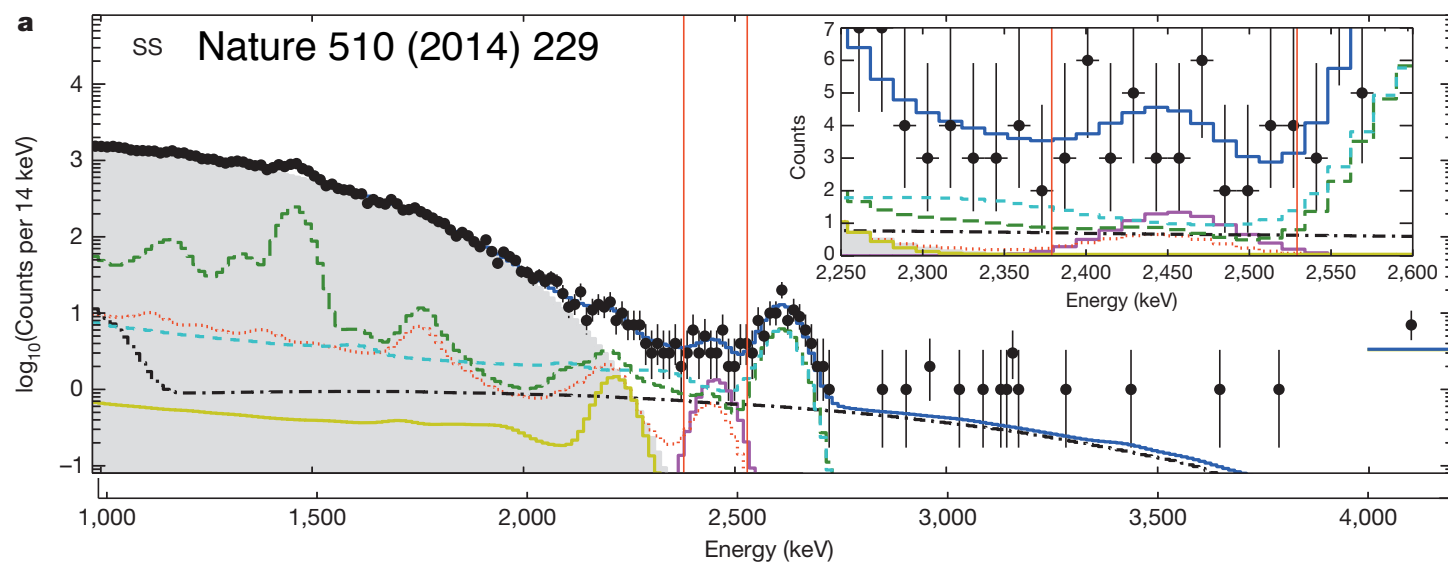 a
SS Nature 510 (2014) 229
log10(Counts per 14 keV)
4
3
2
1
0
−1
1,000 1,500 2,000 2,500 3,000 3,500 4,000
Energy (keV)
Counts
7
6
5
4
3
2
1
0
2,250 2,300 2,350 2,400 2,450 2,500 2,550 2,600
Energy (keV)